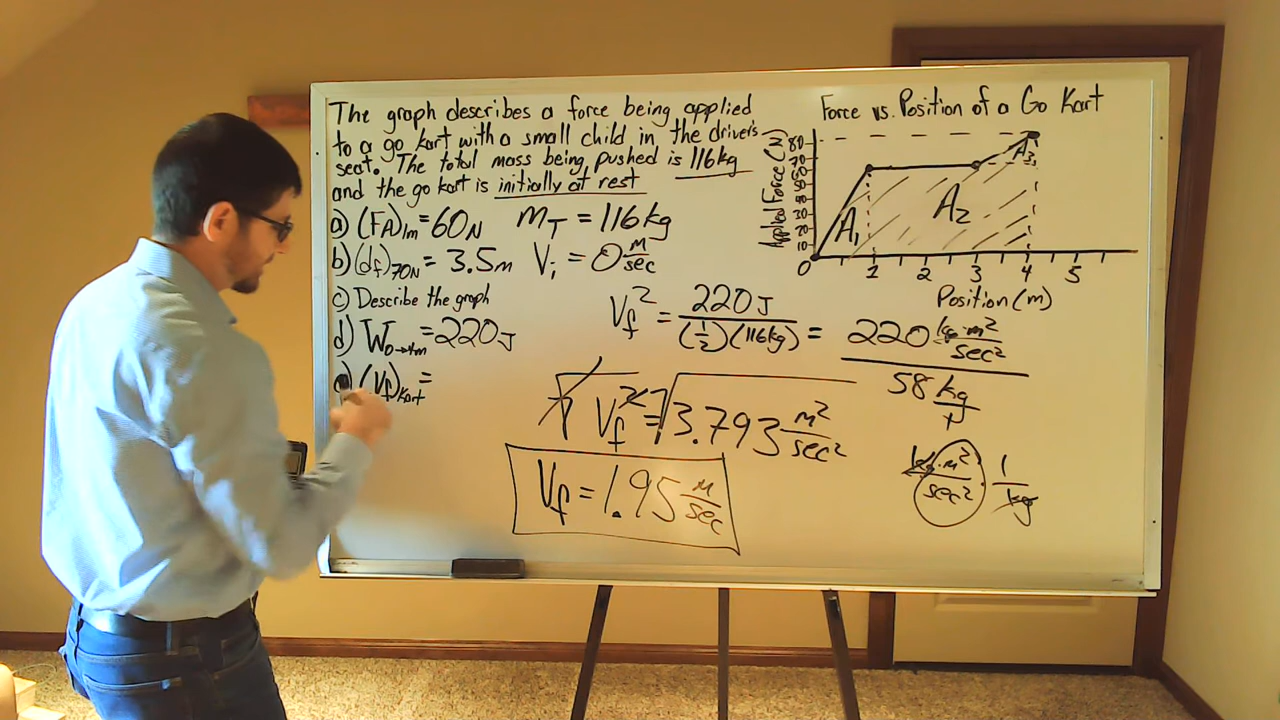 The graph describes a force being applied
to a go kart with a small child in the driver's
seat. The total mass being pushed is 116kg
and the go kart is initially at rest
a) (FA)1m = 60N
m_T = 116 kg
b) (df)70N = 3.5m
V_i = 0 m/sec
c) Describe the graph
d) W_0→4m = 220J
(V_f)kart =
V_f² = 220J / (1/2)(116kg) = 220 kg·m²/sec² / 58 kg/1
√V_f² = √3.793 m²/sec²
V_f = 1.95 m/sec
kg·m²/sec² · 1/kg
Force vs. Position of a Go Kart
Applied Force (N)
80
70
50
40
30
20
10
0
1
2
3
4
5
A₁
A₂
A₃
Position (m)